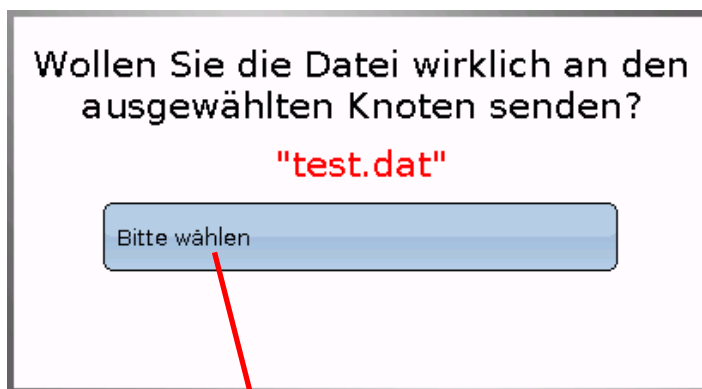 Wollen Sie die Datei wirklich an den
ausgewählten Knoten senden?
"test.dat"
Bitte wählen